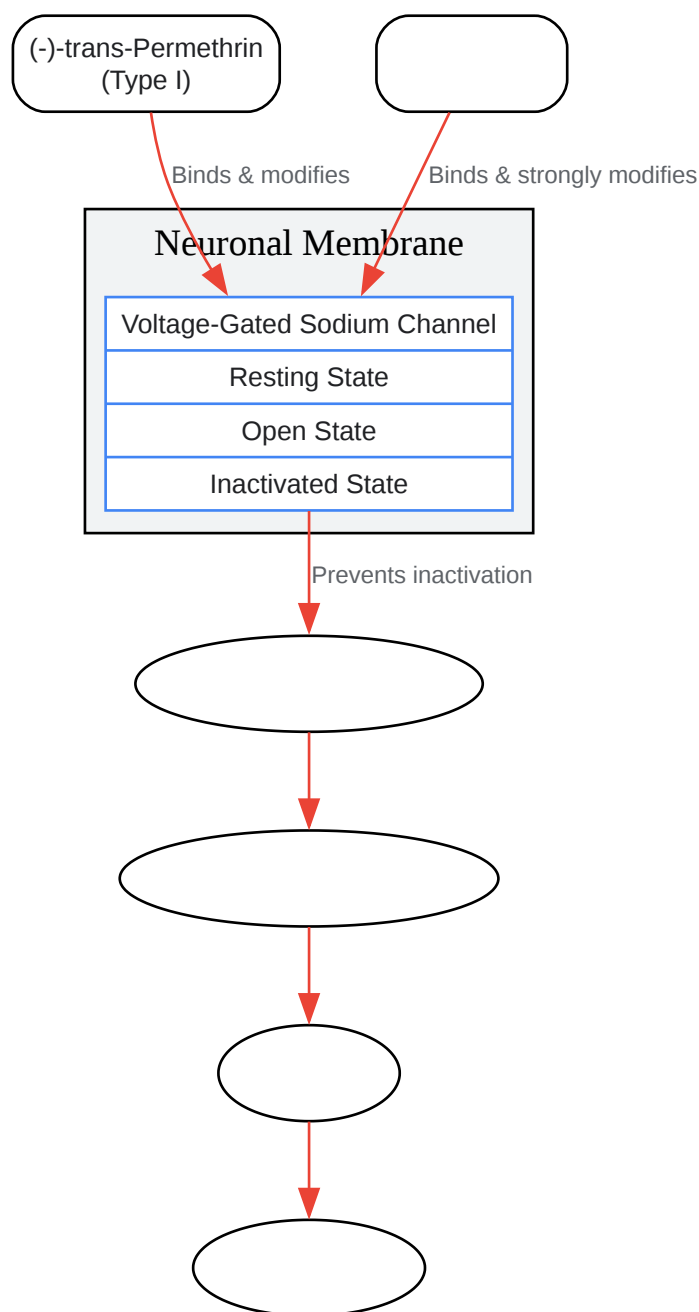 (-)-trans-Permethrin
(Type I)
Binds & modifies
Binds & strongly modifies
Neuronal Membrane
Voltage-Gated Sodium Channel
Resting State
Open State
Inactivated State
Prevents inactivation